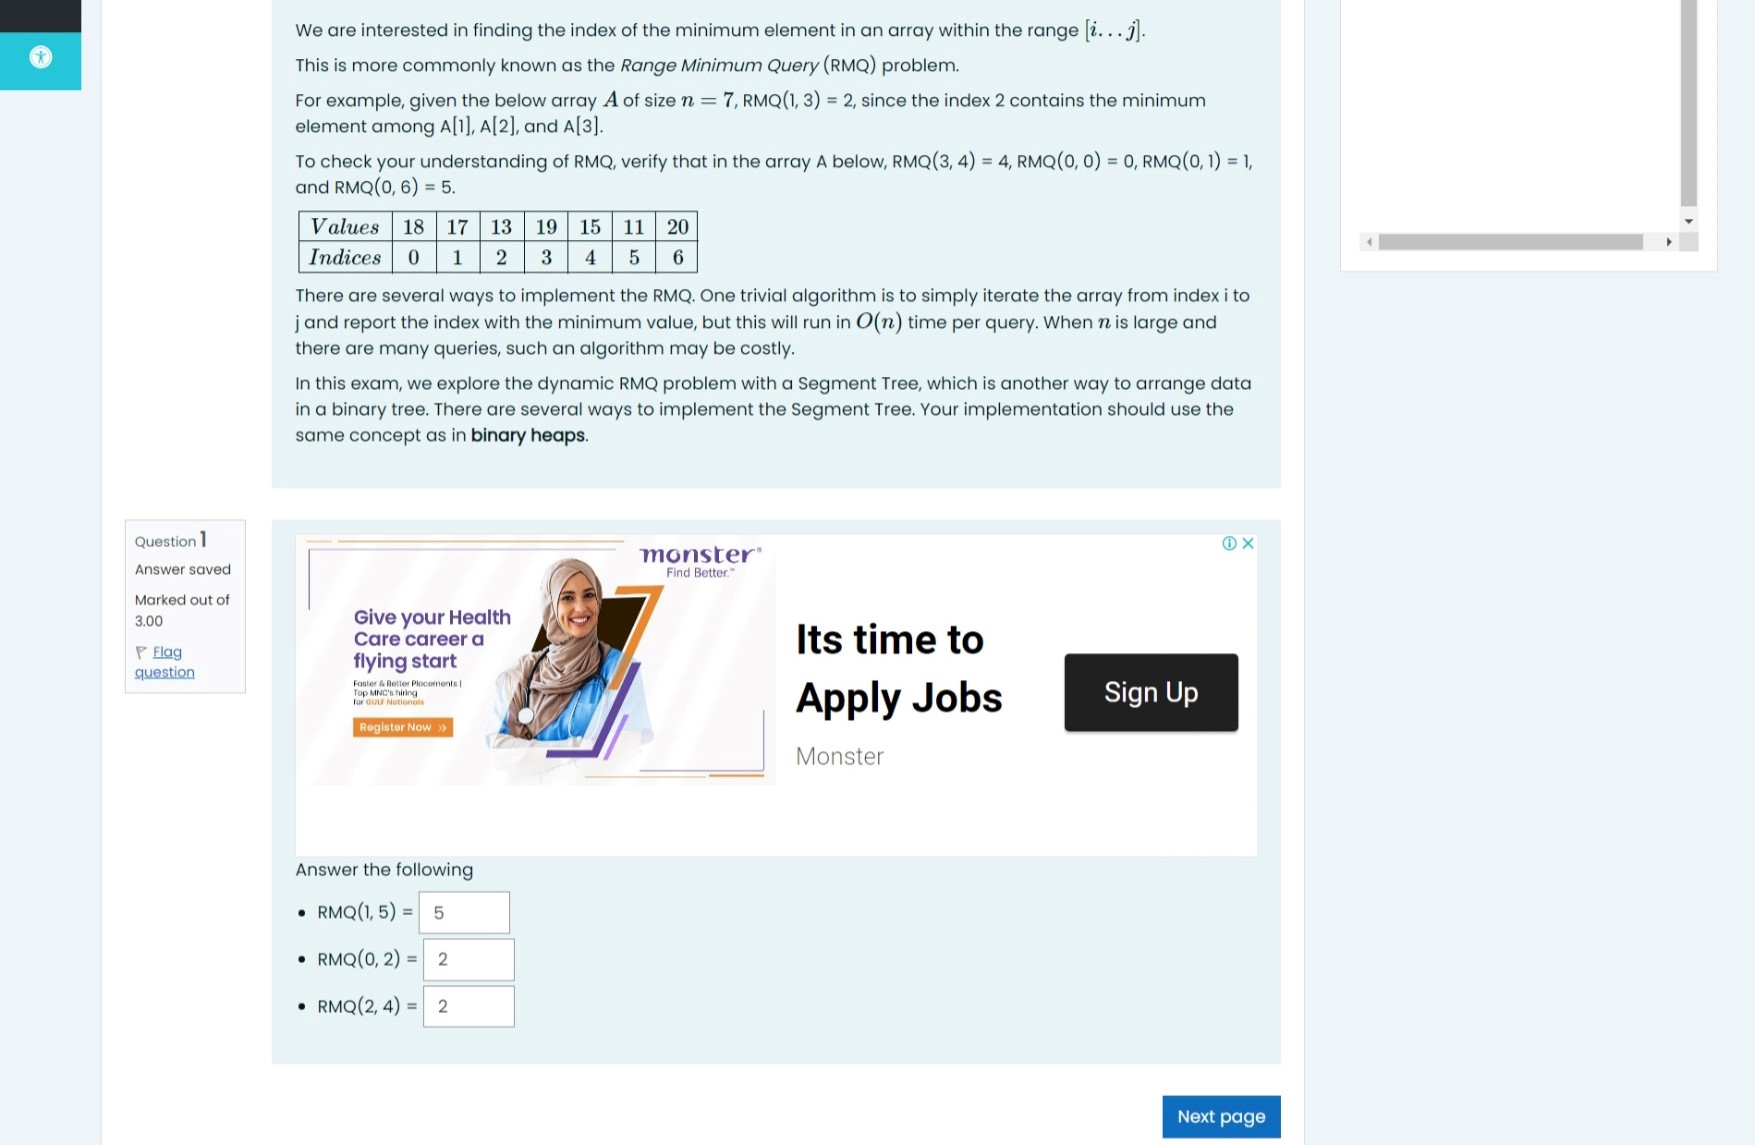 We are interested in finding the index of the minimum element in an array within the range [i...j].
This is more commonly known as the Range Minimum Query (RMQ) problem.
For example, given the below array A of size n = 7, RMQ(1, 3) = 2, since the index 2 contains the minimum
element among A[1], A[2], and A[3].
To check your understanding of RMQ, verify that in the array A below, RMQ(3, 4) = 4, RMQ(0, 0) = 0, RMQ(0, 1) = 1,
and RMQ(0, 6) = 5.
Values 18 17 13 19 15 11 20
Indices 0 1 2 3 4 5 6
There are several ways to implement the RMQ. One trivial algorithm is to simply iterate the array from index i to
j and report the index with the minimum value, but this will run in O(n) time per query. When n is large and
there are many queries, such an algorithm may be costly.
In this exam, we explore the dynamic RMQ problem with a Segment Tree, which is another way to arrange data
in a binary tree. There are several ways to implement the Segment Tree. Your implementation should use the
same concept as in binary heaps.
Question 1
Answer saved
Marked out of
3.00
Flag
question
monster®
Find Better.™
Give your Health
Care career a
flying start
Faster & Better Placements |
Top MNC's hiring
for GULF Nationals
Register Now »
Its time to
Apply Jobs
Monster
Sign Up
Answer the following
• RMQ(1, 5) = 5
• RMQ(0, 2) = 2
• RMQ(2, 4) = 2
Next page